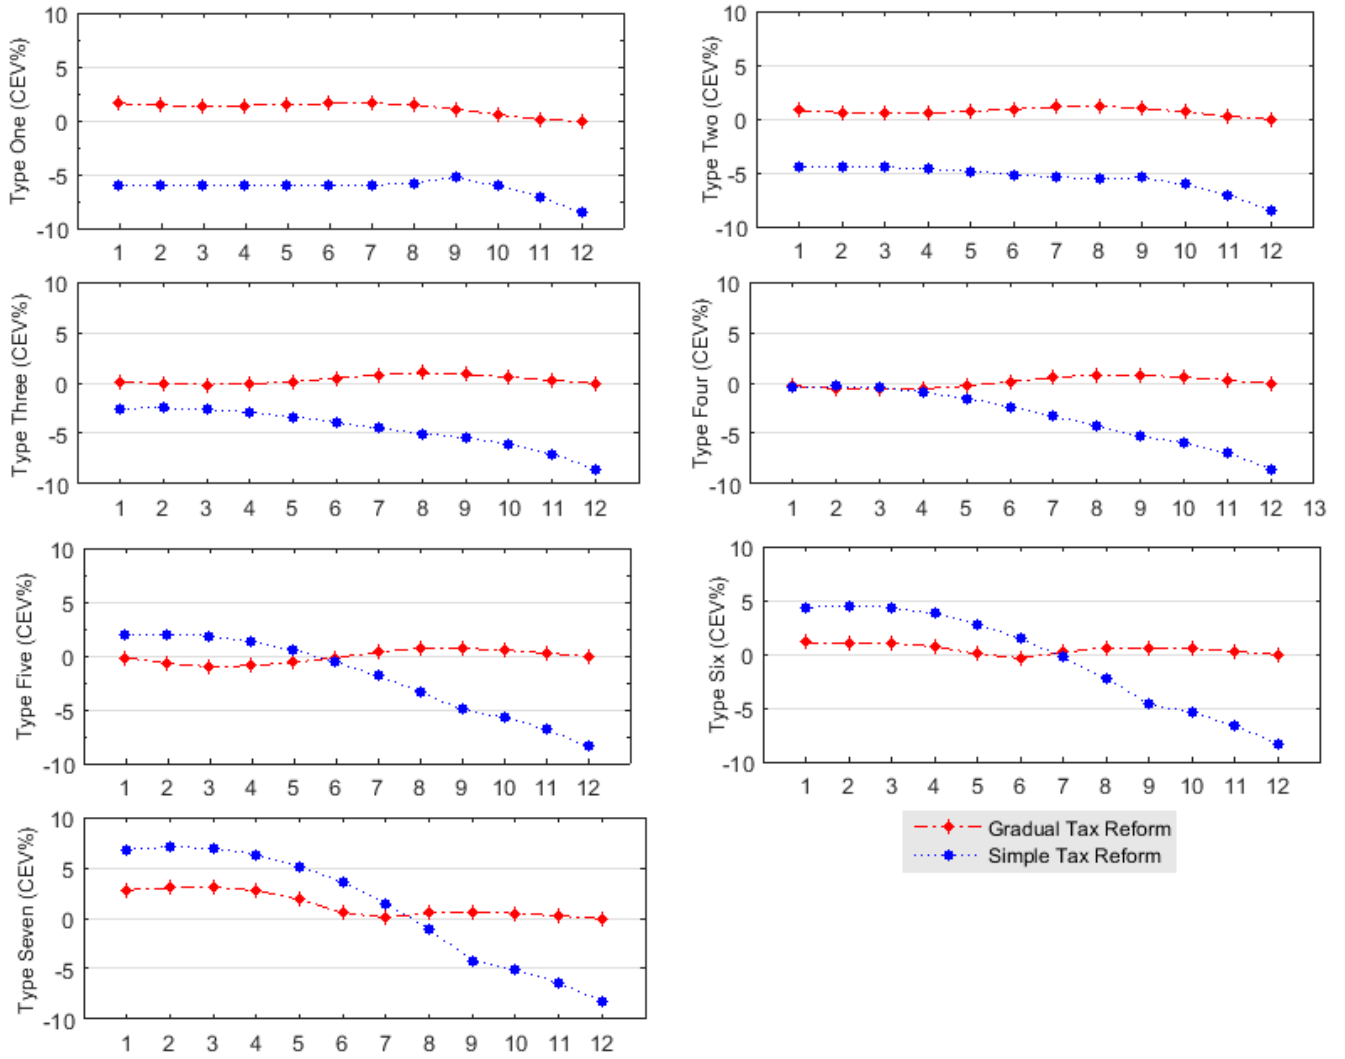 10
5
0
-5
-10
Type One (CEV%)
1 2 3 4 5 6 7 8 9 10 11 12
10
5
0
-5
-10
Type Two (CEV%)
1 2 3 4 5 6 7 8 9 10 11 12
10
5
0
-5
-10
Type Three (CEV%)
1 2 3 4 5 6 7 8 9 10 11 12
10
5
0
-5
-10
Type Four (CEV%)
1 2 3 4 5 6 7 8 9 10 11 12 13
10
5
0
-5
-10
Type Five (CEV%)
1 2 3 4 5 6 7 8 9 10 11 12
10
5
0
-5
-10
Type Six (CEV%)
1 2 3 4 5 6 7 8 9 10 11 12
10
5
0
-5
-10
Type Seven (CEV%)
1 2 3 4 5 6 7 8 9 10 11 12
Gradual Tax Reform
Simple Tax Reform